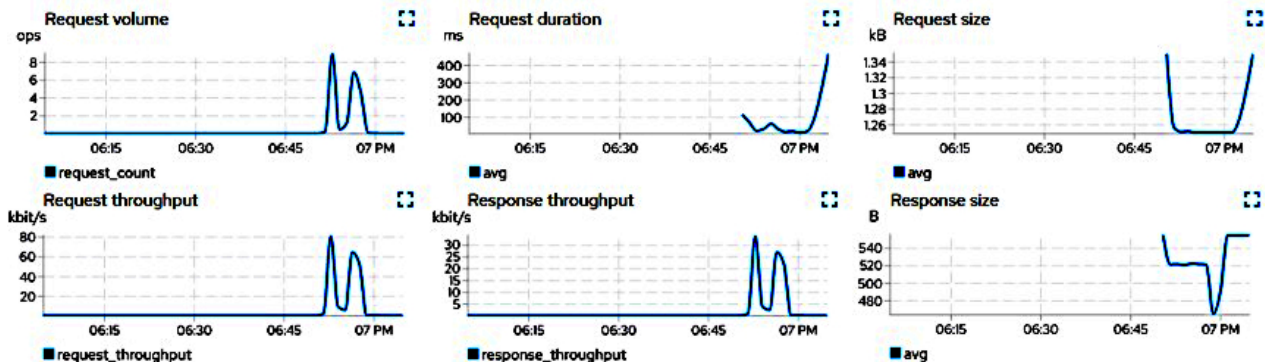 Request volume
ops
8
6
4
2
06:15 06:30 06:45 07 PM
request_count
Request duration
ms
400
300
200
100
06:15 06:30 06:45 07 PM
avg
Request size
kB
1.34
1.32
1.3
1.28
1.26
06:15 06:30 06:45 07 PM
avg
Request throughput
kbit/s
80
60
40
20
06:15 06:30 06:45 07 PM
request_throughput
Response throughput
kbit/s
30
25
20
15
10
5
06:15 06:30 06:45 07 PM
response_throughput
Response size
B
540
520
500
480
06:15 06:30 06:45 07 PM
avg